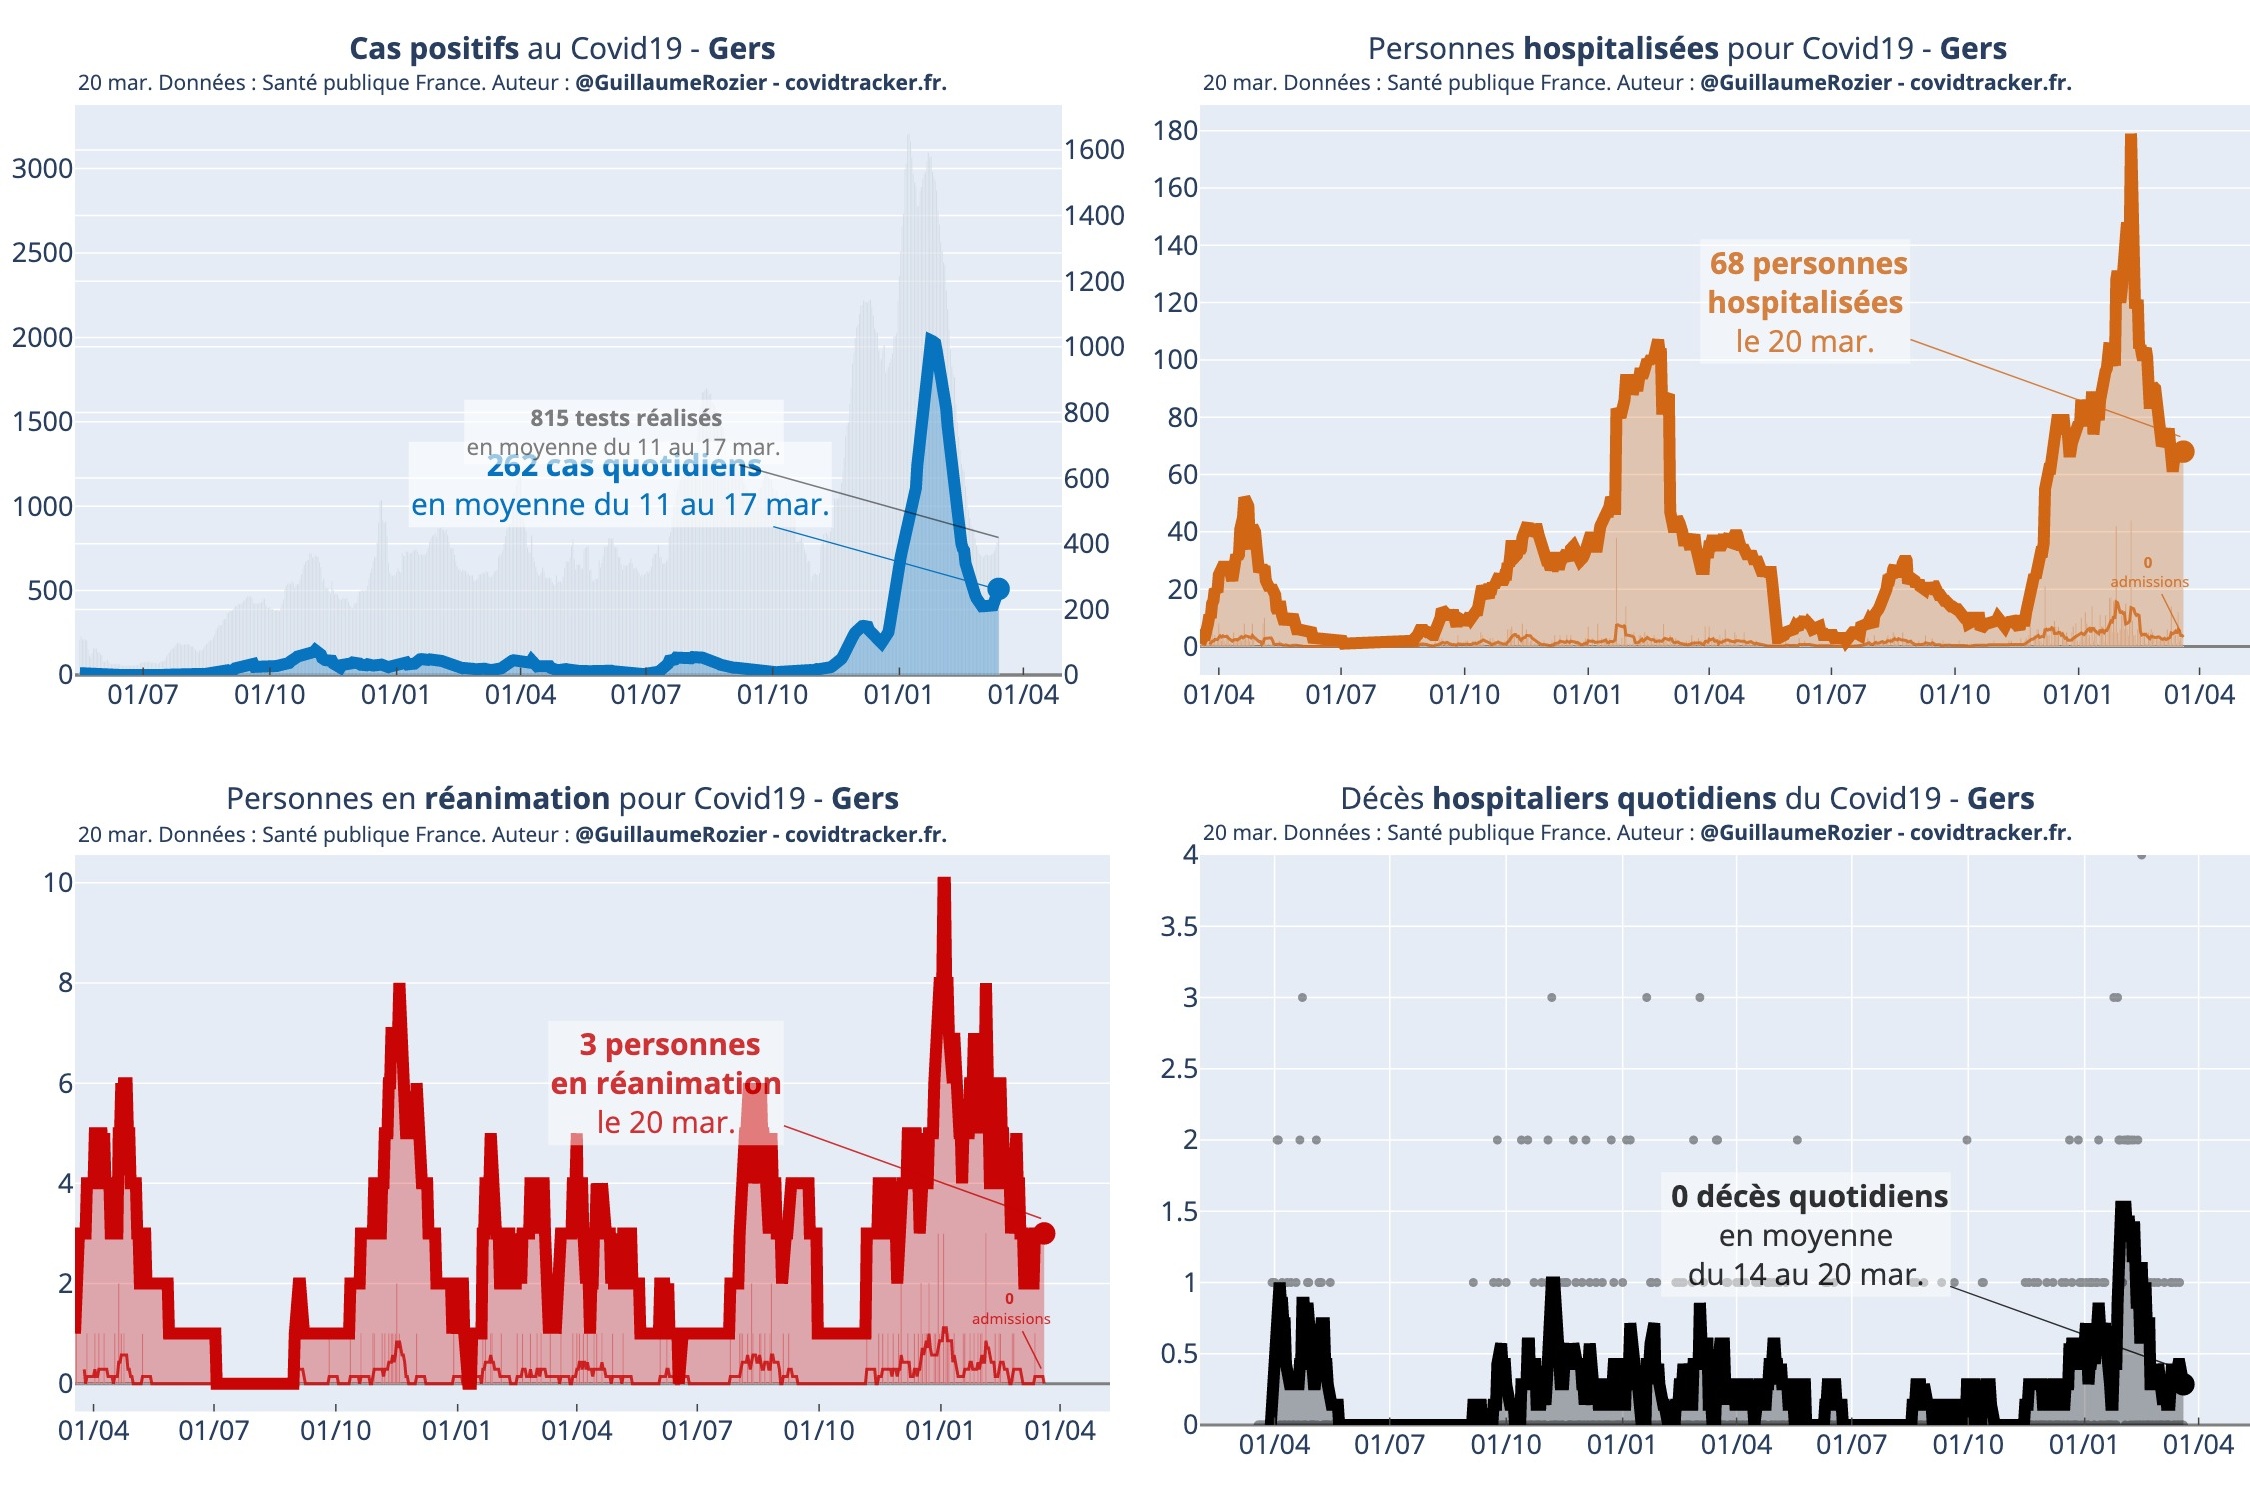 Cas positifs au Covid19 - Gers
20 mar. Données : Santé publique France. Auteur : @GuillaumeRozier - covidtracker.fr.
3000
2500
2000
1500
1000
500
0
1600
1400
1200
1000
800
600
400
200
0
815 tests réalisés
en moyenne du 11 au 17 mar.
262 cas quotidiens
en moyenne du 11 au 17 mar.
01/07 01/10 01/01 01/04 01/07 01/10 01/01 01/04
Personnes hospitalisées pour Covid19 - Gers
20 mar. Données : Santé publique France. Auteur : @GuillaumeRozier - covidtracker.fr.
180
160
140
120
100
80
60
40
20
0
68 personnes
hospitalisées
le 20 mar.
0
admissions
01/04 01/07 01/10 01/01 01/04 01/07 01/10 01/01 01/04
Personnes en réanimation pour Covid19 - Gers
20 mar. Données : Santé publique France. Auteur : @GuillaumeRozier - covidtracker.fr.
10
8
6
4
2
0
3 personnes
en réanimation
le 20 mar.
0
admissions
01/04 01/07 01/10 01/01 01/04 01/07 01/10 01/01 01/04
Décès hospitaliers quotidiens du Covid19 - Gers
20 mar. Données : Santé publique France. Auteur : @GuillaumeRozier - covidtracker.fr.
4
3.5
3
2.5
2
1.5
1
0.5
0
0 décès quotidiens
en moyenne
du 14 au 20 mar.
01/04 01/07 01/10 01/01 01/04 01/07 01/10 01/01 01/04